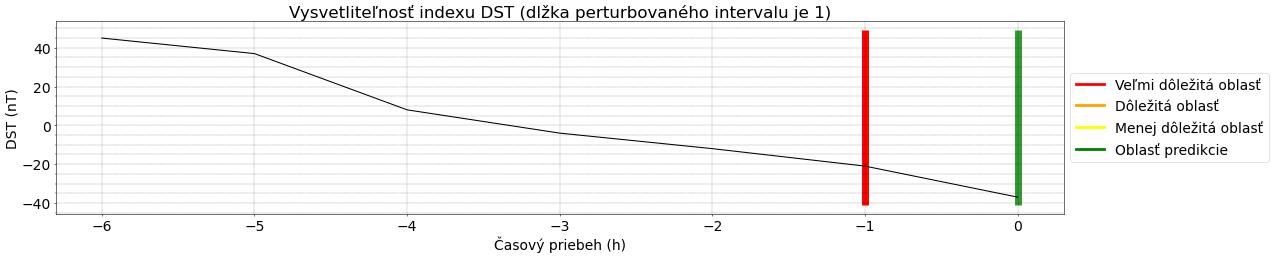 Vysvetliteľnosť indexu DST (dĺžka perturbovaného intervalu je 1)
DST (nT)
40
20
0
−20
−40
−6 −5 −4 −3 −2 −1 0
Časový priebeh (h)
Veľmi dôležitá oblasť
Dôležitá oblasť
Menej dôležitá oblasť
Oblasť predikcie